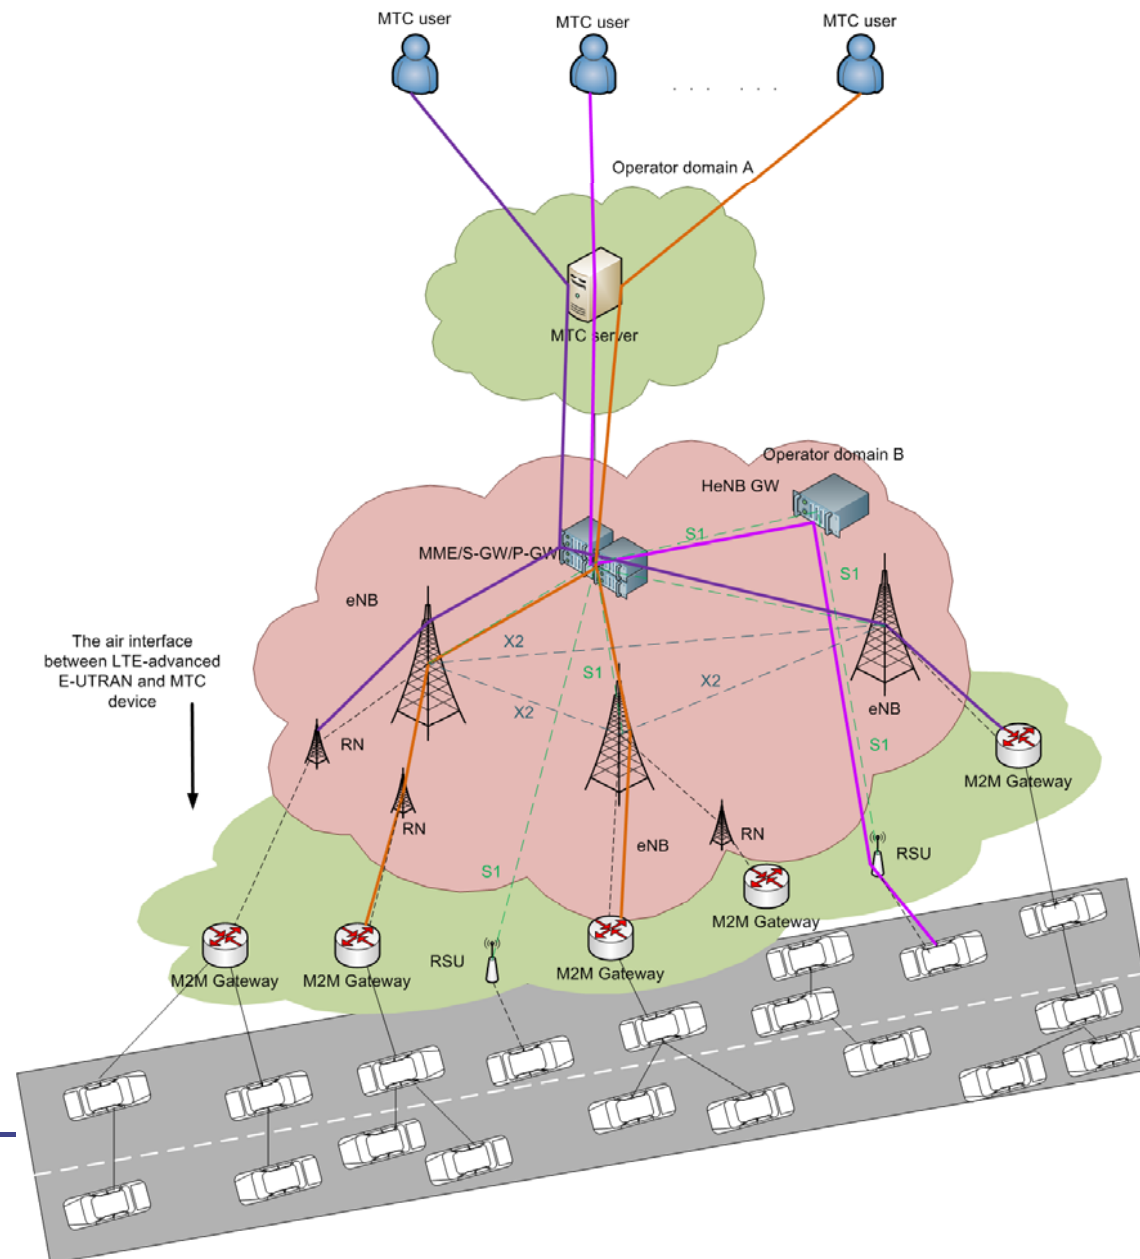 MTC user
MTC user
MTC user
. . . . . .
Operator domain A
MTC server
Operator domain B
HeNB GW
S1
MME/S-GW/P-GW
S1
eNB
The air interface
between LTE-advanced
E-UTRAN and MTC
device
X2
S1
X2
X2
eNB
RN
S1
M2M Gateway
RN
RN
eNB
RSU
S1
M2M Gateway
RSU
M2M Gateway
M2M Gateway
M2M Gateway